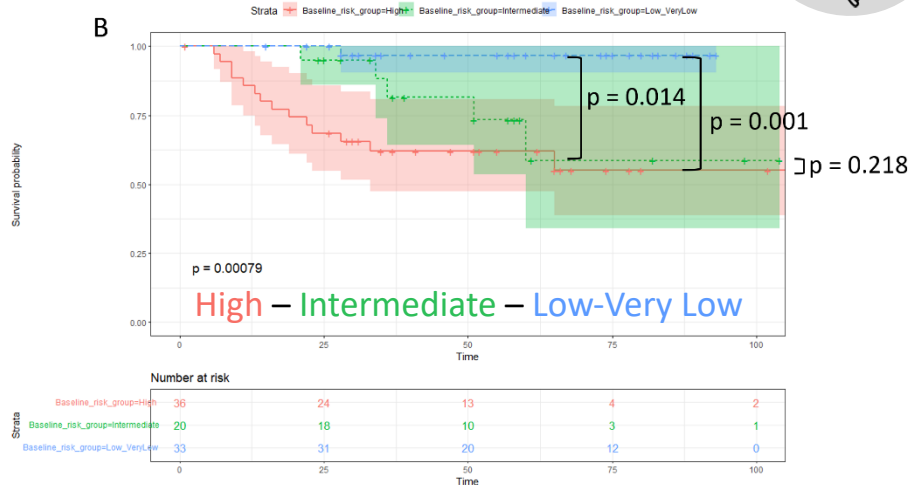 Strata Baseline_risk_group=High Baseline_risk_group=Intermediate Baseline_risk_group=Low_VeryLow
B
1.00
0.75
0.50
0.25
0.00
Survival probability
p = 0.014
p = 0.001
p = 0.218
p = 0.00079
High – Intermediate – Low-Very Low
0 25 50 75 100
Time
Number at risk
Strata
Baseline_risk_group=High 36 24 13 4 2
Baseline_risk_group=Intermediate 20 18 10 3 1
Baseline_risk_group=Low_VeryLow 33 31 20 12 0
0 25 50 75 100
Time